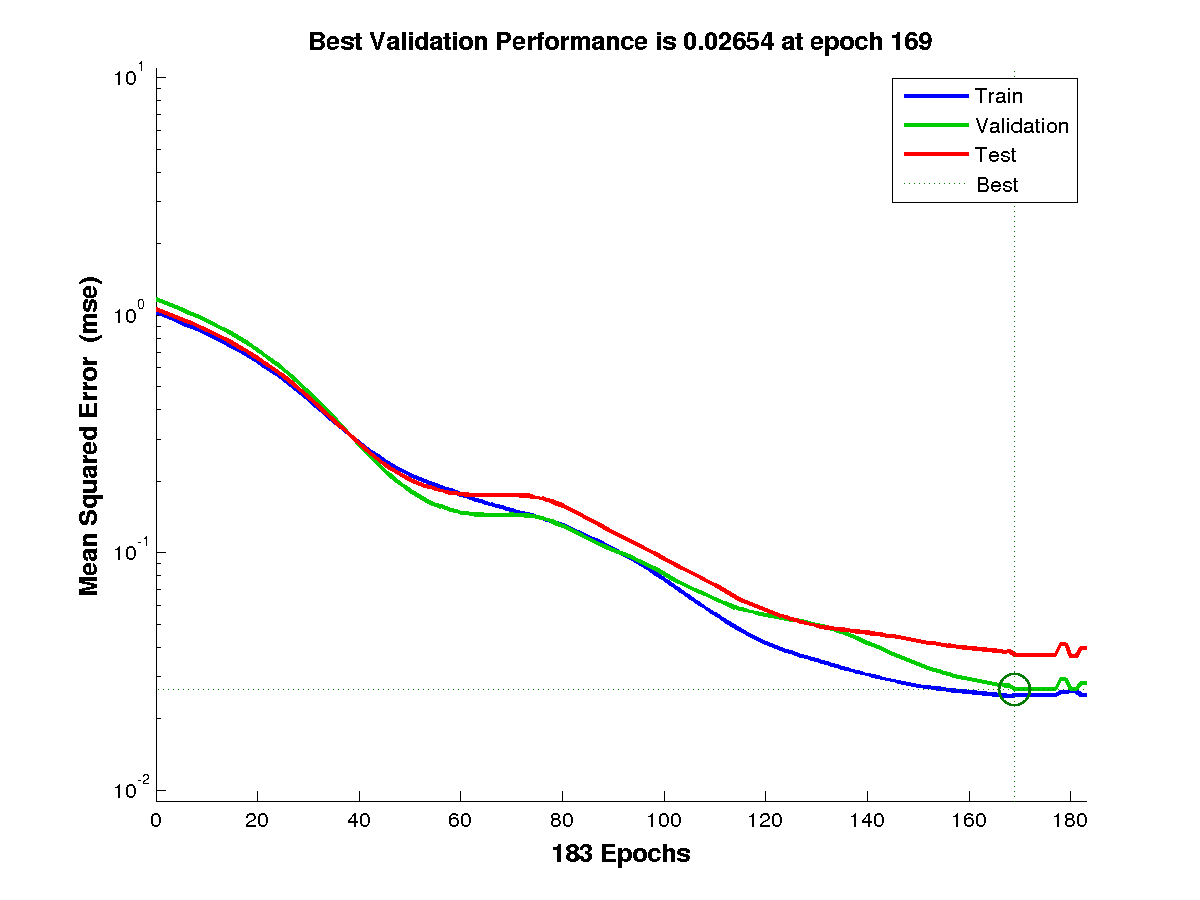 Best Validation Performance is 0.02654 at epoch 169
Train
Validation
Test
Best
Mean Squared Error (mse)
10^1
10^0
10^-1
10^-2
0 20 40 60 80 100 120 140 160 180
183 Epochs